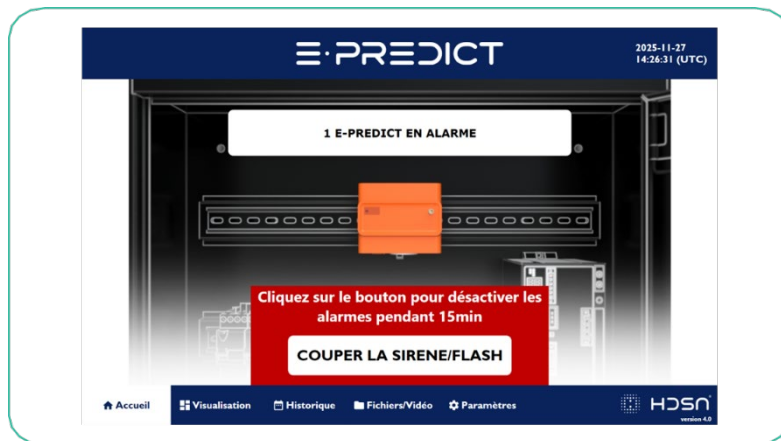 E·PREDICT
2025-11-27
14:26:31 (UTC)
1 E-PREDICT EN ALARME
Cliquez sur le bouton pour désactiver les
alarmes pendant 15min
COUPER LA SIRENE/FLASH
Accueil
Visualisation
Historique
Fichiers/Vidéo
Paramètres
HDSN
version 4.0